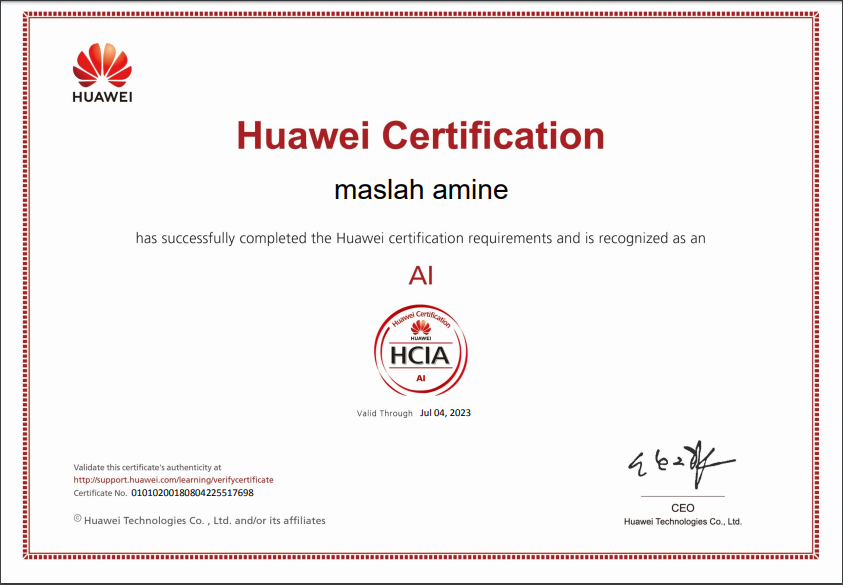 HUAWEI
Huawei Certification
maslah amine
has successfully completed the Huawei certification requirements and is recognized as an
AI
Huawei Certification
HUAWEI
HCIA
AI
Valid Through Jul 04, 2023
Validate this certificate's authenticity at
http://support.huawei.com/learning/verifycertificate
Certificate No. 01010200180804225517698
© Huawei Technologies Co. , Ltd. and/or its affiliates
CEO
Huawei Technologies Co., Ltd.